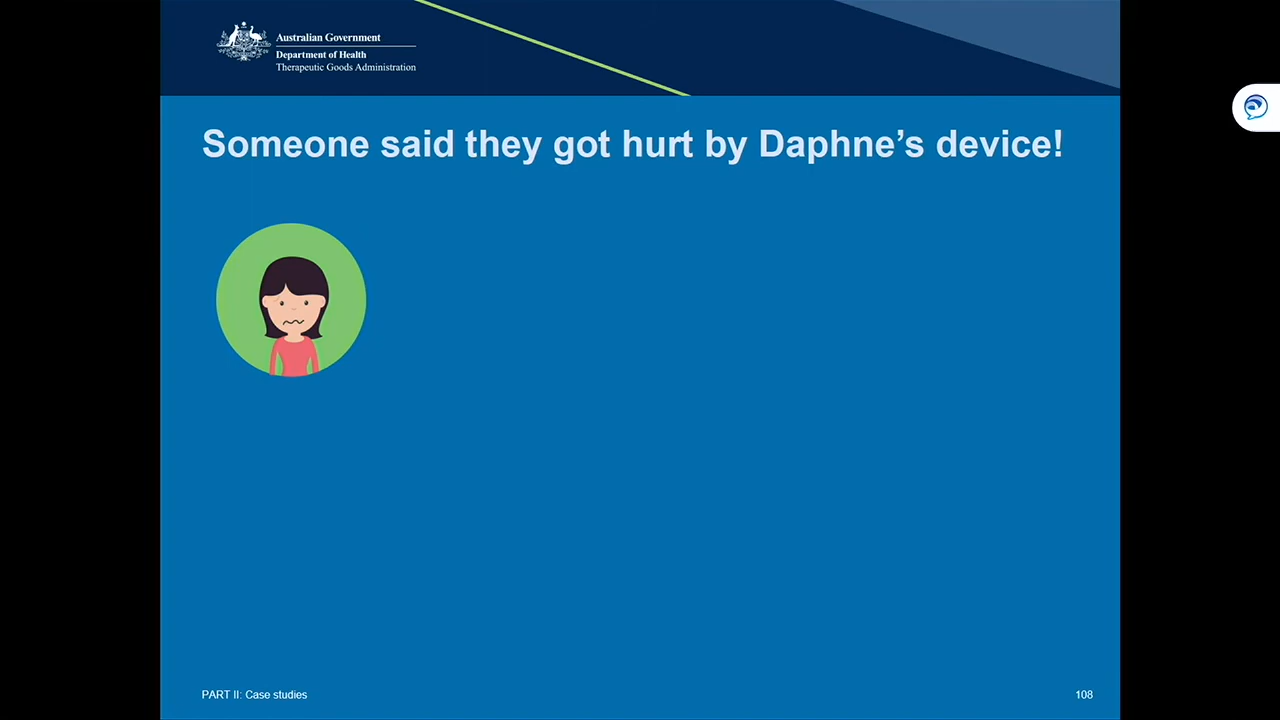 Australian Government
Department of Health
Therapeutic Goods Administration
Someone said they got hurt by Daphne’s device!
PART II: Case studies
108